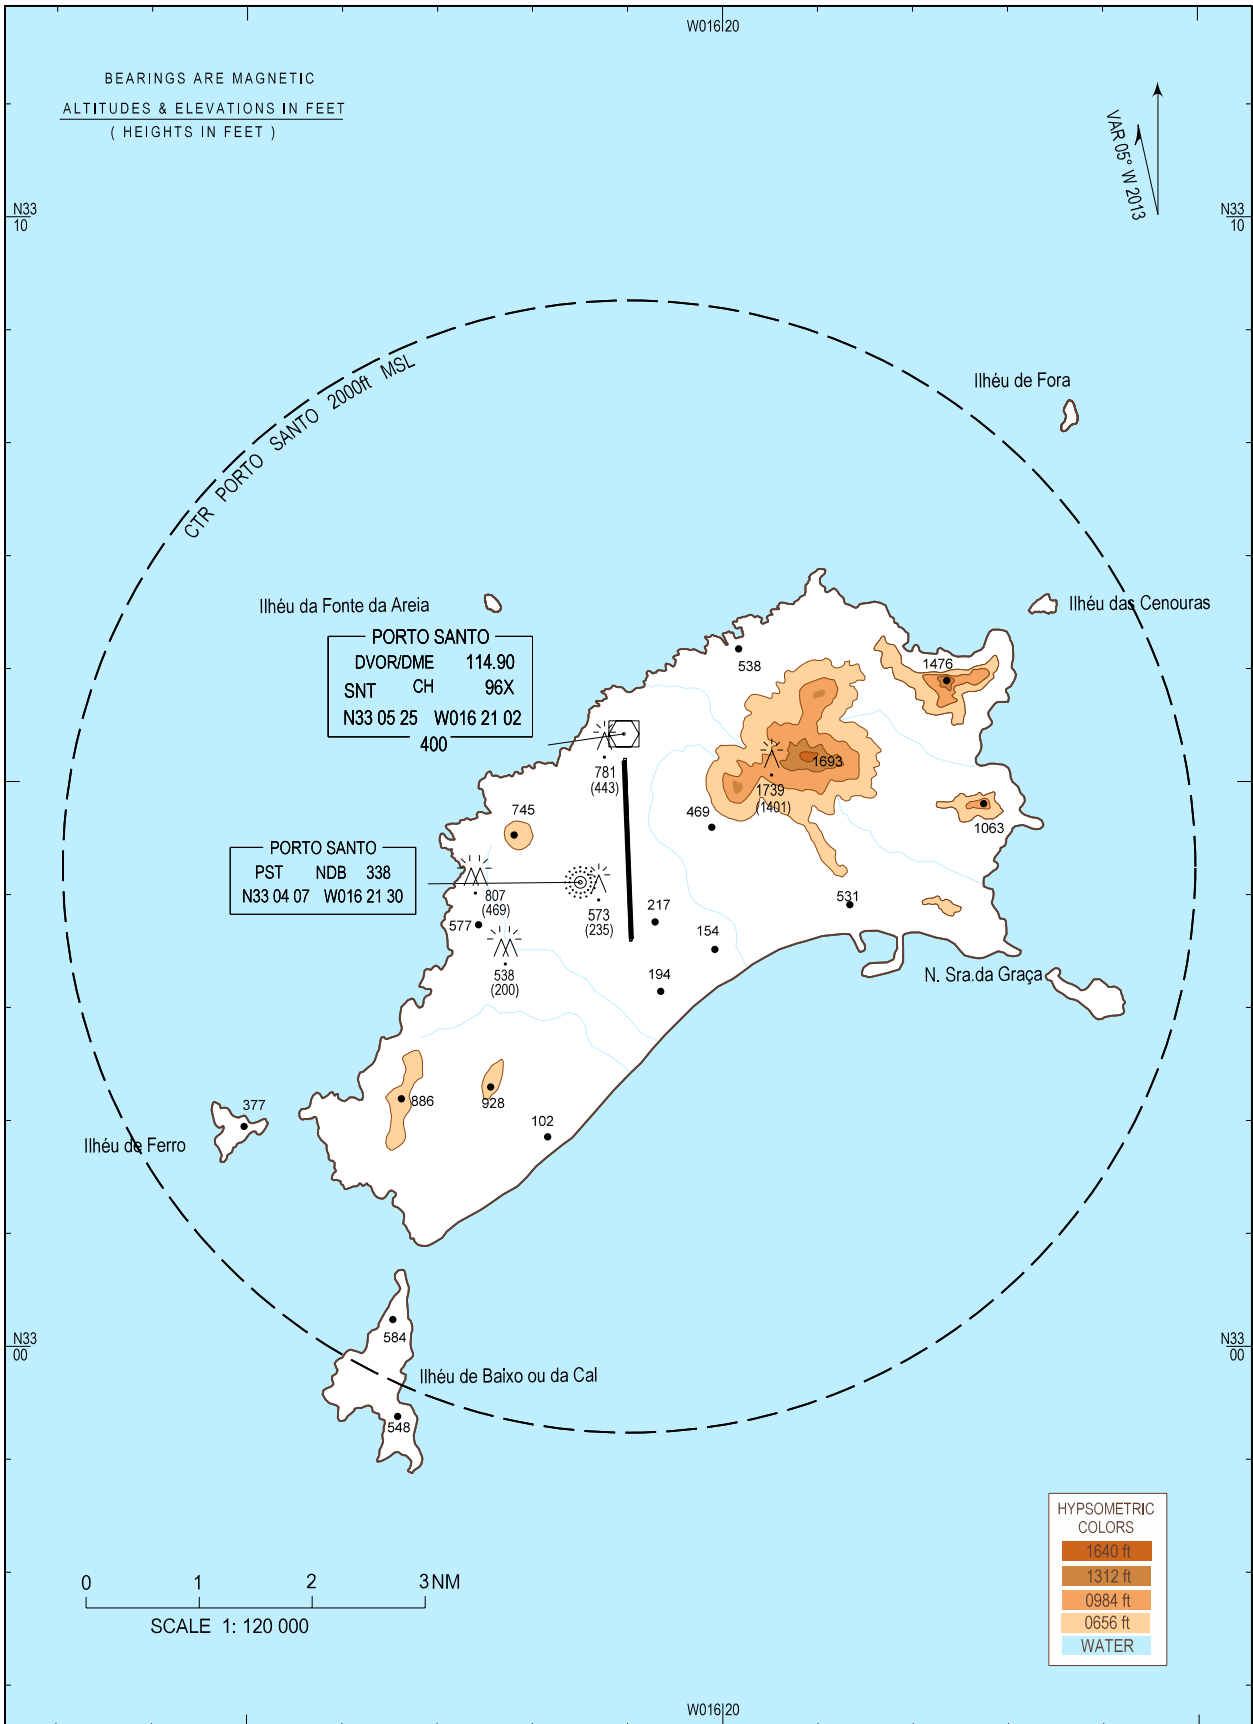 W016 20
BEARINGS ARE MAGNETIC
ALTITUDES & ELEVATIONS IN FEET
( HEIGHTS IN FEET )
VAR 05° W 2013
N33
10
N33
10
CTR PORTO SANTO 2000ft MSL
Ilhéu de Fora
Ilhéu da Fonte da Areia
Ilhéu das Cenouras
PORTO SANTO
DVOR/DME 114.90
SNT CH 96X
N33 05 25 W016 21 02
400
538
1476
781
(443)
1693
1739
(1401)
745
469
1063
PORTO SANTO
PST NDB 338
N33 04 07 W016 21 30
807
(469)
573
(235)
217
531
577
154
538
(200)
194
N. Sra.da Graça
886
928
102
377
Ilhéu de Ferro
584
N33
00
N33
00
Ilhéu de Baixo ou da Cal
548
HYPSOMETRIC
COLORS
1640 ft
1312 ft
0984 ft
0656 ft
WATER
0 1 2 3 NM
SCALE 1: 120 000
W016 20